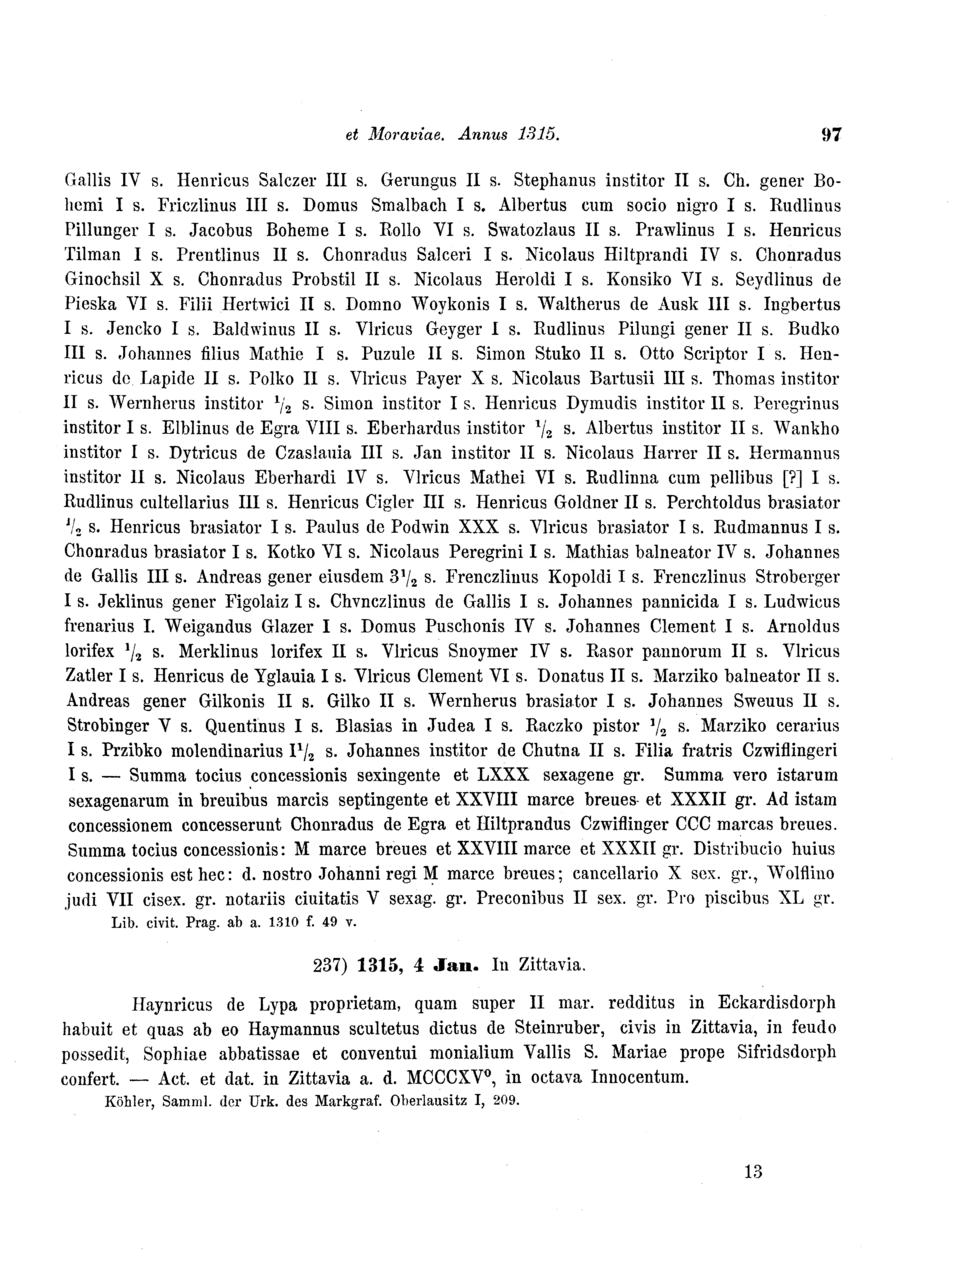 et Moraviae. Annus 1315. 97
Gallis IV s. Henricus Salczer III s. Gerungus II s. Stephanus institor II s. Ch. gener Bo-
hemi I s. Friczlinus III s. Domus Smalbach I s. Albertus cum socio nigro I s. Rudlinus
Pillunger I s. Jacobus Boheme I s. Rollo VI s. Swatozlaus II s. Prawlinus I s. Henricus
Tilman I s. Prentlinus II s. Chonradus Salceri I s. Nicolaus Hiltprandi IV s. Chonradus
Ginochsil X s. Chonradus Probstil II s. Nicolaus Heroldi I s. Konsiko VI s. Seydlinus de
Pieska VI s. Filii Hertwici II s. Domno Woykonis I s. Waltherus de Ausk III s. Ingbertus
I s. Jencko I s. Baldwinus II s. Vlricus Geyger I s. Rudlinus Pilungi gener II s. Budko
III s. Johannes filius Mathie I s. Puzule II s. Simon Stuko II s. Otto Scriptor I s. Hen-
ricus de Lapide II s. Polko II s. Vlricus Payer X s. Nicolaus Bartusii III s. Thomas institor
II s. Wernherus institor 1/2 s. Simon institor I s. Henricus Dymudis institor II s. Peregrinus
institor I s. Elblinus de Egra VIII s. Eberhardus institor 1/2 s. Albertus institor II s. Wankho
institor I s. Dytricus de Czaslauia III s. Jan institor II s. Nicolaus Harrer II s. Hermannus
institor II s. Nicolaus Eberhardi IV s. Vlricus Mathei VI s. Rudlinna cum pellibus [?] I s.
Rudlinus cultellarius III s. Henricus Cigler III s. Henricus Goldner II s. Perchtoldus brasiator
1/2 s. Henricus brasiator I s. Paulus de Podwin XXX s. Vlricus brasiator I s. Rudmannus I s.
Chonradus brasiator I s. Kotko VI s. Nicolaus Peregrini I s. Mathias balneator IV s. Johannes
de Gallis III s. Andreas gener eiusdem 3 1/2 s. Frenczlinus Kopoldi I s. Frenczlinus Stroberger
I s. Jeklinus gener Figolaiz I s. Chvnczlinus de Gallis I s. Johannes pannicida I s. Ludwicus
frenarius I. Weigandus Glazer I s. Domus Puschonis IV s. Johannes Clement I s. Arnoldus
lorifex 1/2 s. Merklinus lorifex II s. Vlricus Snoymer IV s. Rasor pannorum II s. Vlricus
Zatler I s. Henricus de Yglauia I s. Vlricus Clement VI s. Donatus II s. Marziko balneator II s.
Andreas gener Gilkonis II s. Gilko II s. Wernherus brasiator I s. Johannes Sweuus II s.
Strobinger V s. Quentinus I s. Blasias in Judea I s. Raczko pistor 1/2 s. Marziko cerarius
I s. Przibko molendinarius I 1/2 s. Johannes institor de Chutna II s. Filia fratris Czwiflingeri
I s. — Summa tocius concessionis sexingente et LXXX sexagene gr. Summa vero istarum
sexagenarum in breuibus marcis septingente et XXVIII marce breues et XXXII gr. Ad istam
concessionem concesserunt Chonradus de Egra et Hiltprandus Czwiflinger CCC marcas breues.
Summa tocius concessionis: M marce breues et XXVIII marce et XXXII gr. Distribucio huius
concessionis est hec: d. nostro Johanni regi M marce breues; cancellario X sex. gr., Wolflino
judi VII cisex. gr. notariis ciuitatis V sexag. gr. Preconibus II sex. gr. Pro piscibus XL gr.
Lib. civit. Prag. ab a. 1310 f. 49 v.
237) 1315, 4 Jan. In Zittavia.
Haynricus de Lypa proprietam, quam super II mar. redditus in Eckardisdorph
habuit et quas ab eo Haymannus scultetus dictus de Steinruber, civis in Zittavia, in feudo
possedit, Sophiae abbatissae et conventui monialium Vallis S. Mariae prope Sifridsdorph
confert. — Act. et dat. in Zittavia a. d. MCCCXV⁰, in octava Innocentum.
Köhler, Samml. der Urk. des Markgraf. Oberlausitz I, 209.
13